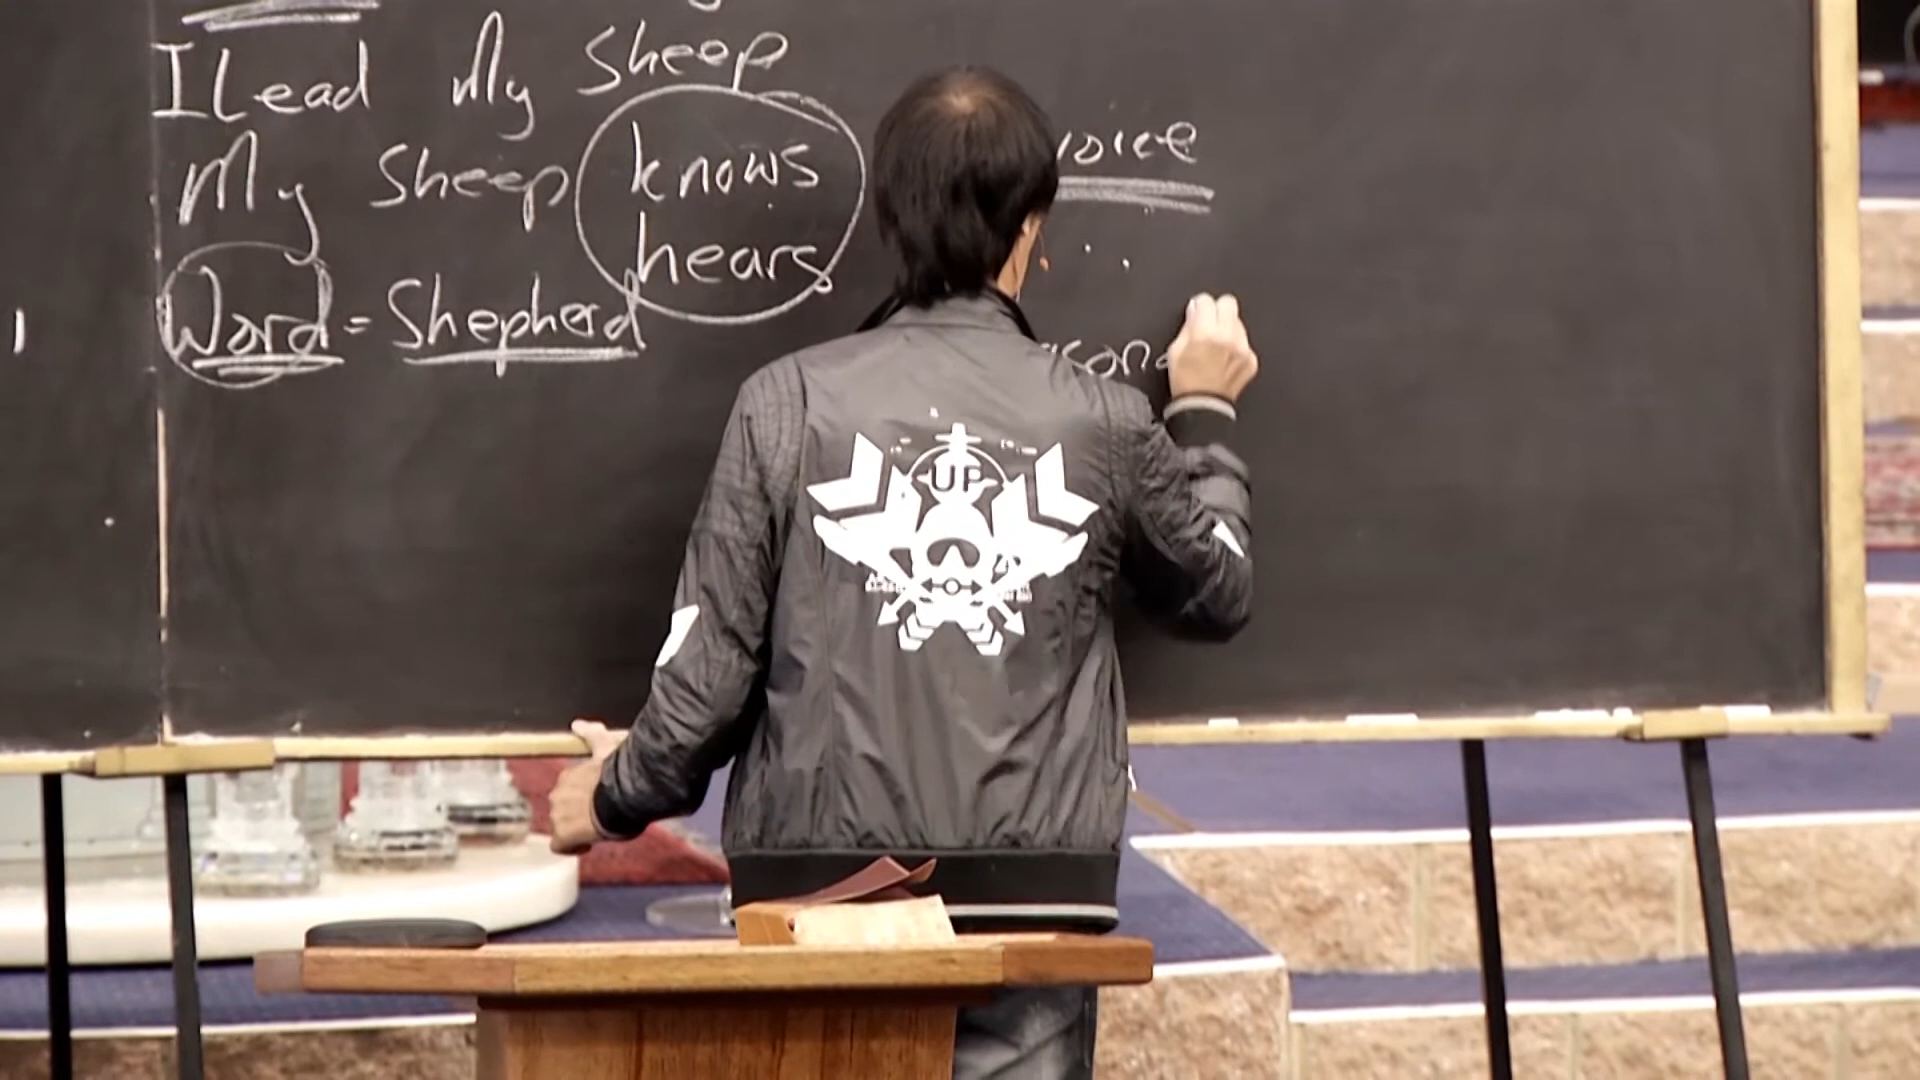 I Lead My Sheep
My Sheep knows voice
hears
Word = Shepherd
UP